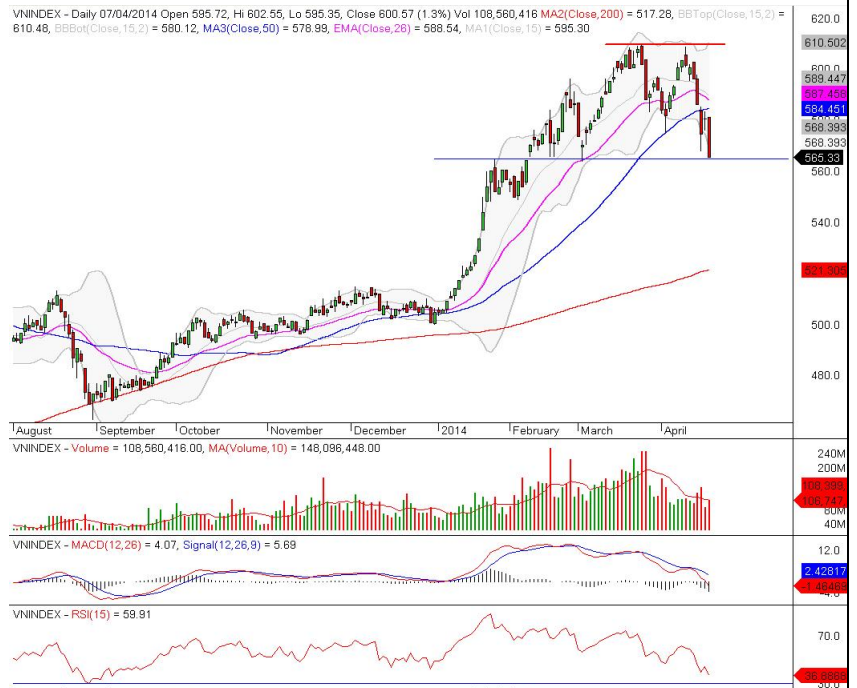 VNINDEX - Daily 07/04/2014 Open 595.72, Hi 602.55, Lo 595.35, Close 600.57 (1.3%) Vol 108,560,416 MA2(Close,200) = 517.28, BBTop(Close,15,2) =
610.48, BBBot(Close,15,2) = 580.12, MA3(Close,50) = 578.99, EMA(Close,26) = 588.54, MA1(Close,15) = 595.30
620.0
610.502
600.0
589.447
587.458
584.451
568.393
568.393
565.33
560.0
540.0
521.305
500.0
480.0
August September October November December 2014 February March April
VNINDEX - Volume = 108,560,416.00, MA(Volume,10) = 148,096,448.00
240M
200M
108,399,
106,747,
80M
40M
VNINDEX - MACD(12,26) = 4.07, Signal(12,26,9) = 5.69
12.0
2.42817
VNINDEX - RSI(15) = 59.91
70.0
30.0